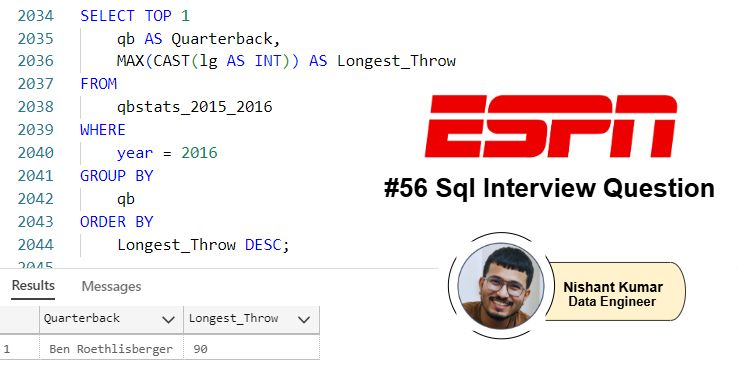 2034 SELECT TOP 1
2035 qb AS Quarterback,
2036 MAX(CAST(lg AS INT)) AS Longest_Throw
2037 FROM
2038 qbstats_2015_2016
2039 WHERE
2040 year = 2016
2041 GROUP BY
2042 qb
2043 ORDER BY
2044 Longest_Throw DESC;
2045
ESPN
#56 Sql Interview Question
Nishant Kumar
Data Engineer
Results Messages
Quarterback Longest_Throw
1 Ben Roethlisberger 90